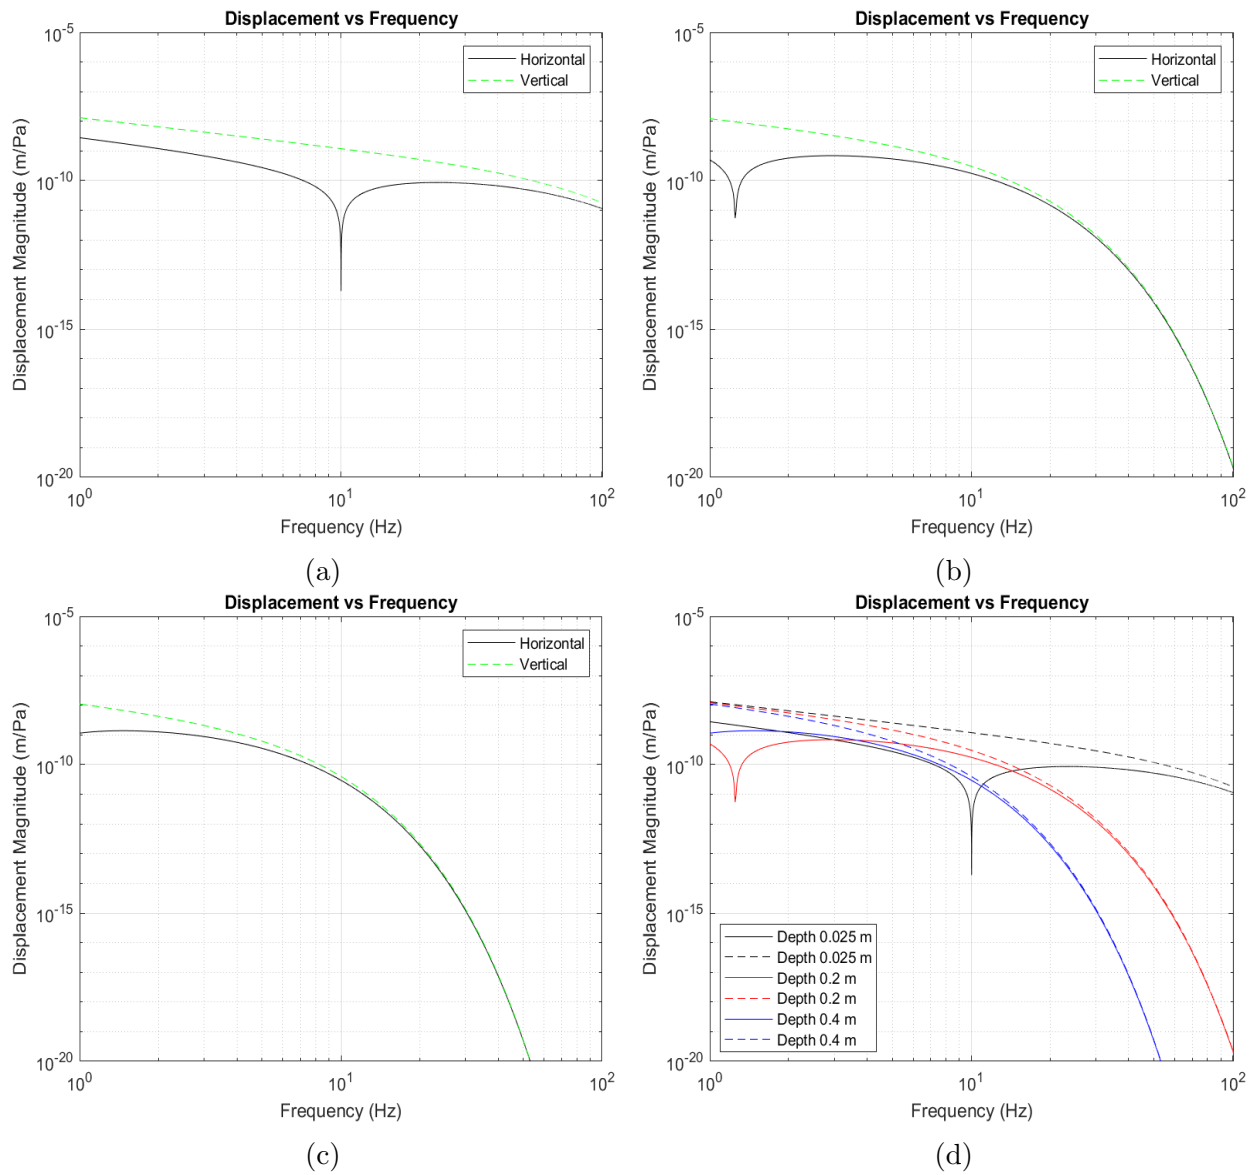 Displacement vs Frequency
10^-5
10^-10
10^-15
10^-20
Displacement Magnitude (m/Pa)
Horizontal
Vertical
10^0
10^1
10^2
Frequency (Hz)
(a)
Displacement vs Frequency
10^-5
10^-10
10^-15
10^-20
Displacement Magnitude (m/Pa)
Horizontal
Vertical
10^0
10^1
10^2
Frequency (Hz)
(b)
Displacement vs Frequency
10^-5
10^-10
10^-15
10^-20
Displacement Magnitude (m/Pa)
Horizontal
Vertical
10^0
10^1
10^2
Frequency (Hz)
(c)
Displacement vs Frequency
10^-5
10^-10
10^-15
10^-20
Displacement Magnitude (m/Pa)
Depth 0.025 m
Depth 0.025 m
Depth 0.2 m
Depth 0.2 m
Depth 0.4 m
Depth 0.4 m
10^0
10^1
10^2
Frequency (Hz)
(d)